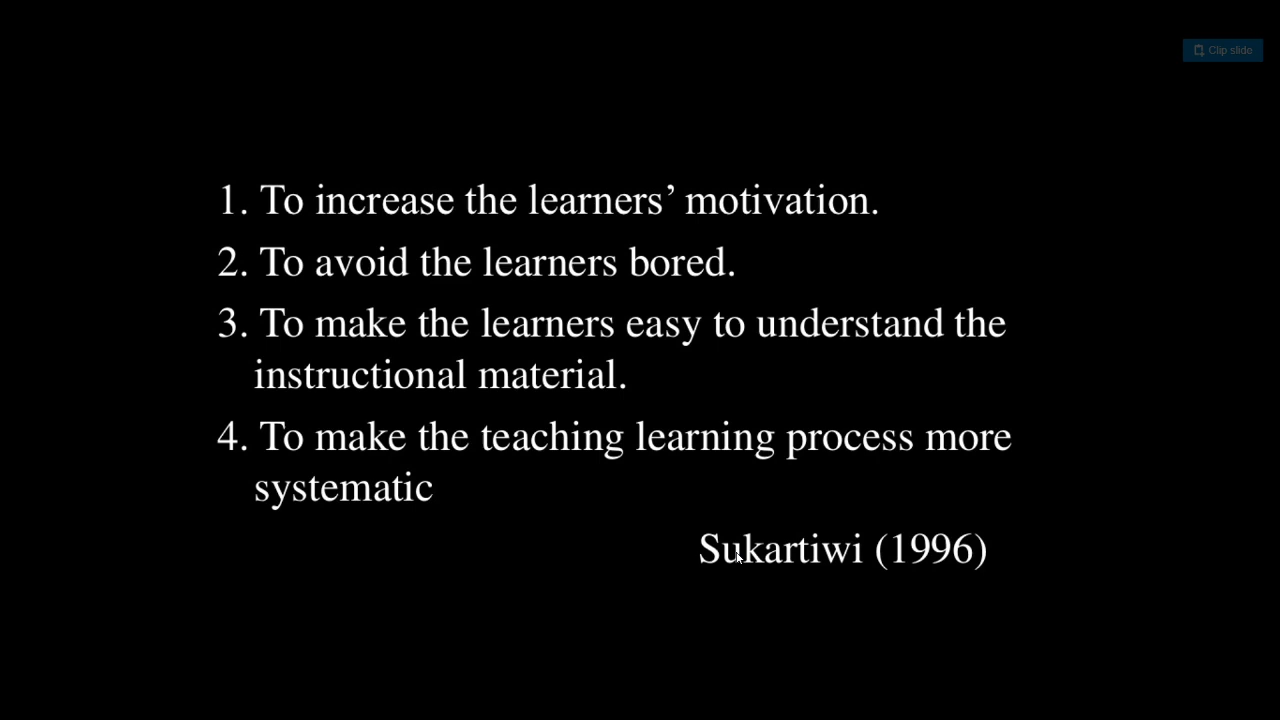 Clip slide
1. To increase the learners’ motivation.
2. To avoid the learners bored.
3. To make the learners easy to understand the
instructional material.
4. To make the teaching learning process more
systematic
Sukartiwi (1996)